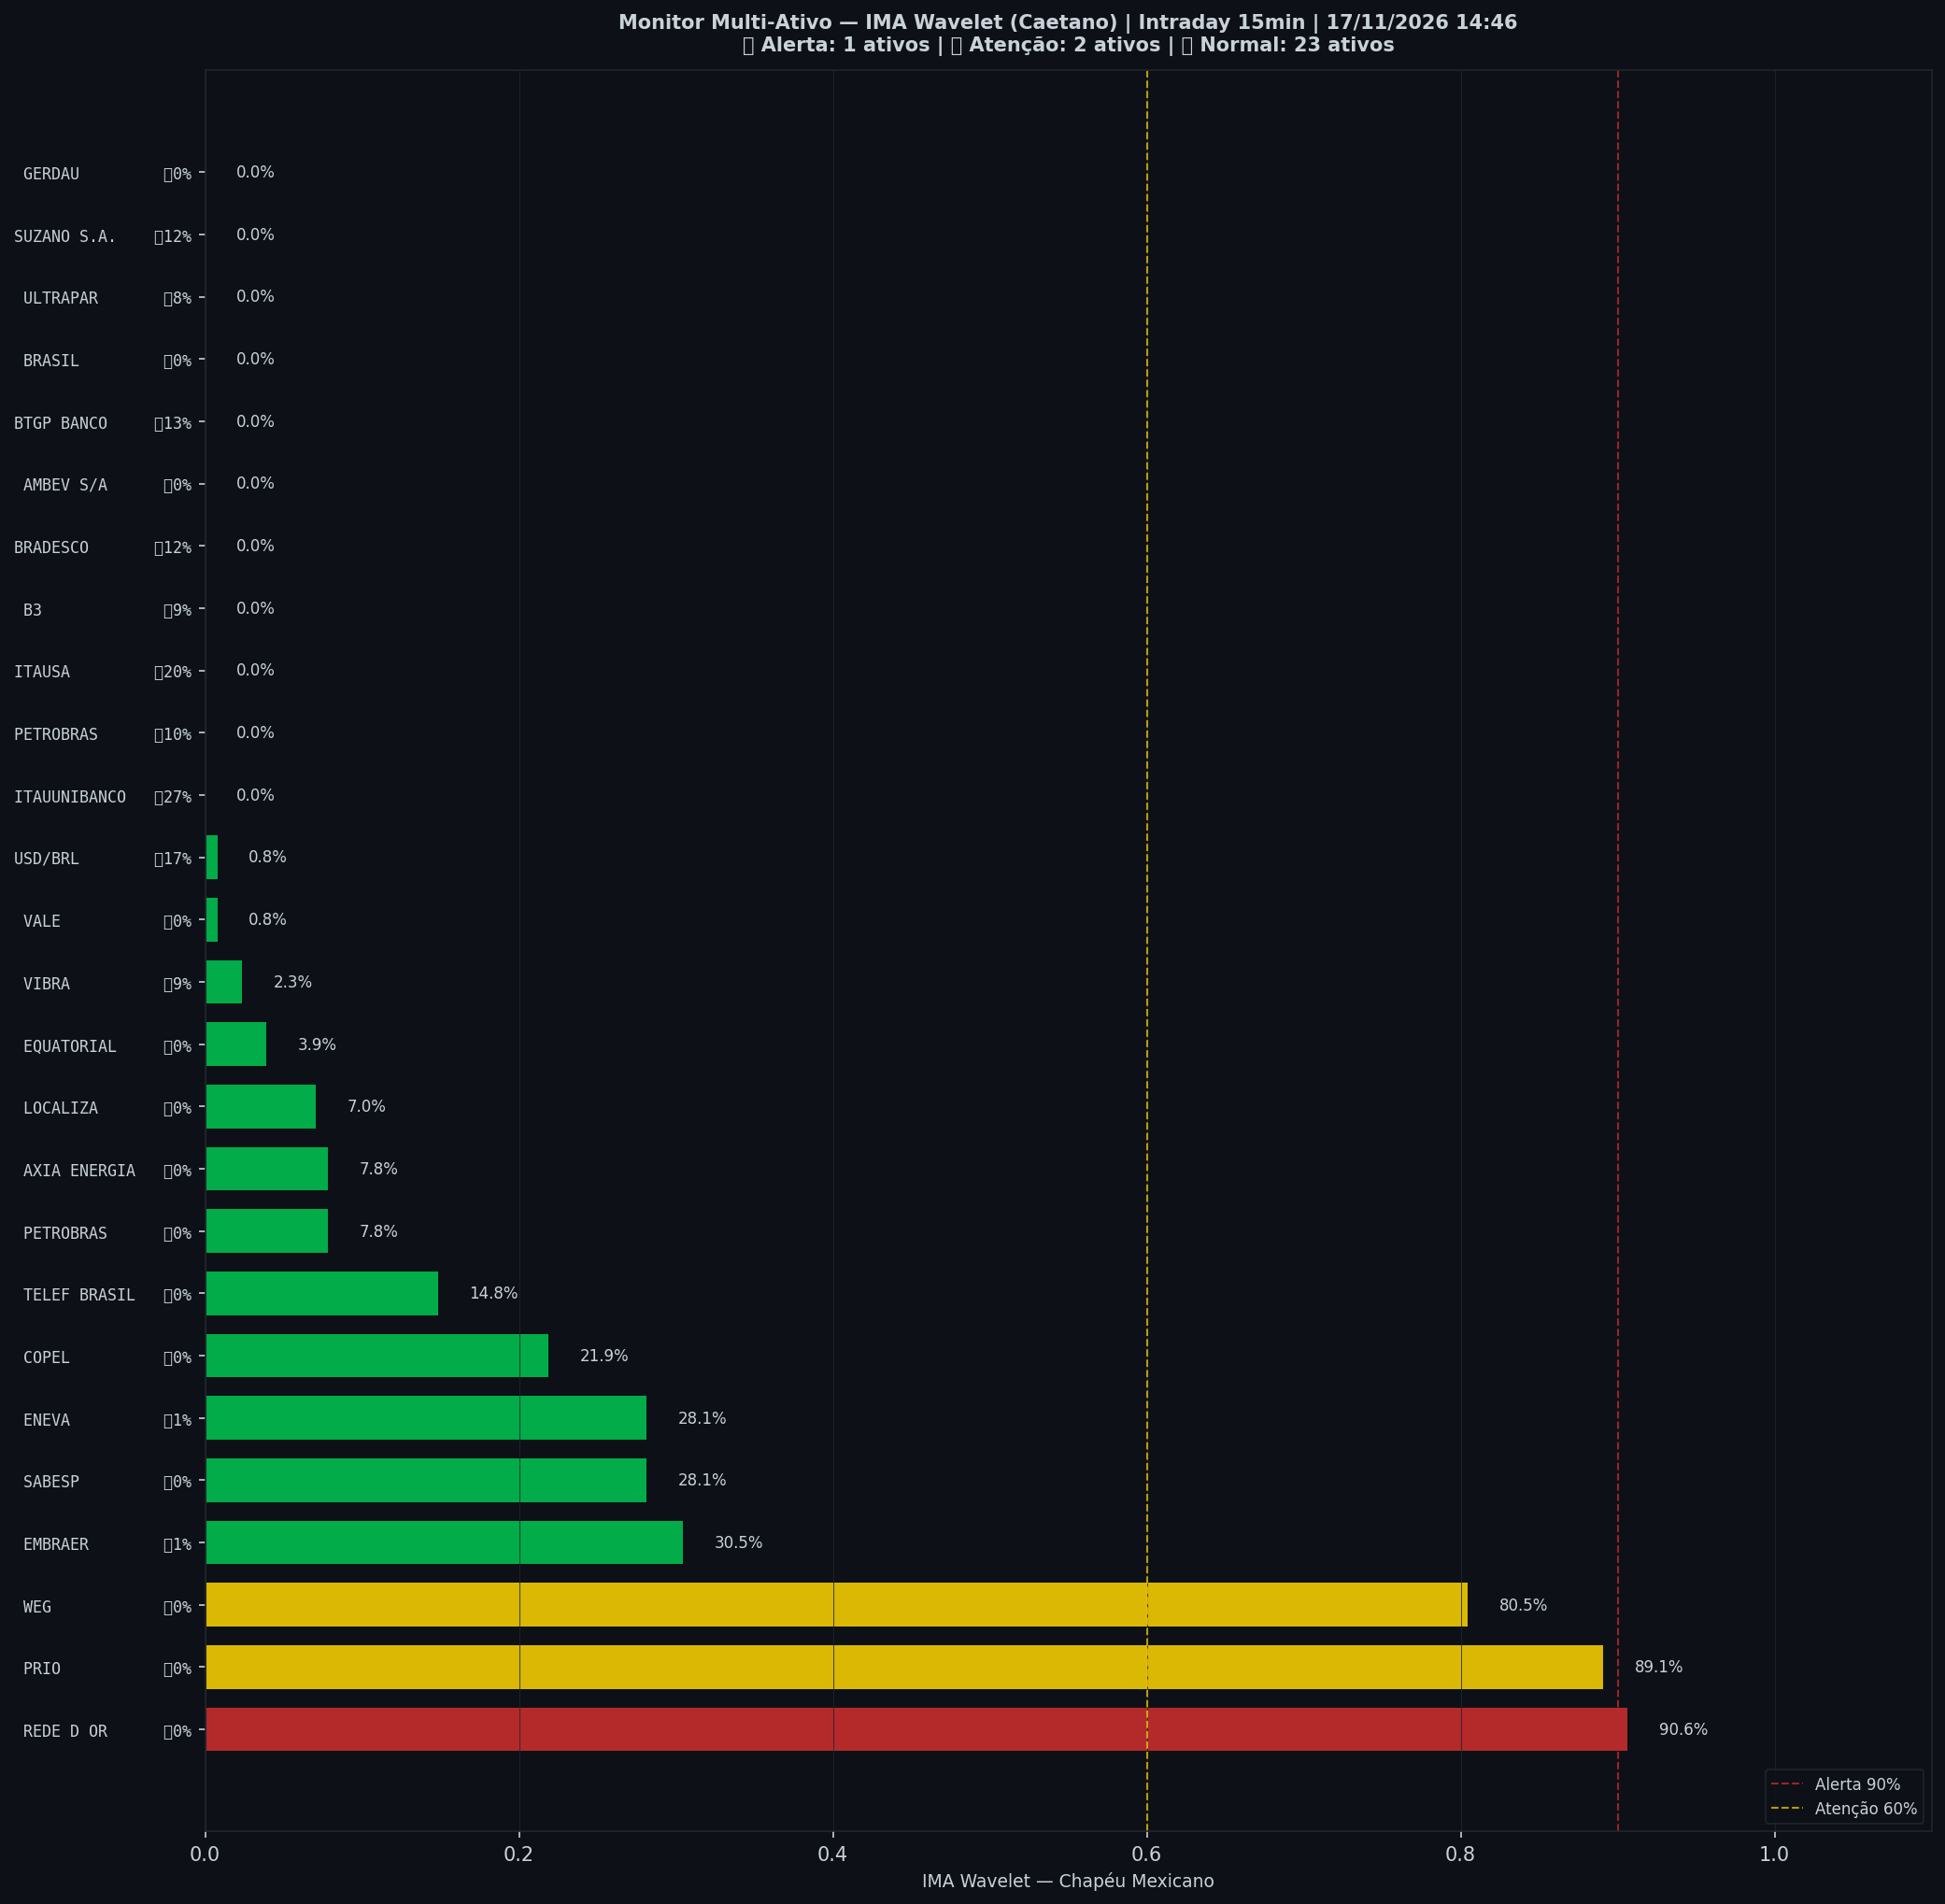 Monitor Multi-Ativo — IMA Wavelet (Caetano) | Intraday 15min | 17/11/2026 14:46
▯ Alerta: 1 ativos | ▯ Atenção: 2 ativos | ▯ Normal: 23 ativos
GERDAU ▯0% 0.0%
SUZANO S.A. ▯12% 0.0%
ULTRAPAR ▯8% 0.0%
BRASIL ▯0% 0.0%
BTGP BANCO ▯13% 0.0%
AMBEV S/A ▯0% 0.0%
BRADESCO ▯12% 0.0%
B3 ▯9% 0.0%
ITAUSA ▯20% 0.0%
PETROBRAS ▯10% 0.0%
ITAUUNIBANCO ▯27% 0.0%
USD/BRL ▯17% 0.8%
VALE ▯0% 0.8%
VIBRA ▯9% 2.3%
EQUATORIAL ▯0% 3.9%
LOCALIZA ▯0% 7.0%
AXIA ENERGIA ▯0% 7.8%
PETROBRAS ▯0% 7.8%
TELEF BRASIL ▯0% 14.8%
COPEL ▯0% 21.9%
ENEVA ▯1% 28.1%
SABESP ▯0% 28.1%
EMBRAER ▯1% 30.5%
WEG ▯0% 80.5%
PRIO ▯0% 89.1%
REDE D OR ▯0% 90.6%
Alerta 90%
Atenção 60%
0.0 0.2 0.4 0.6 0.8 1.0
IMA Wavelet — Chapéu Mexicano